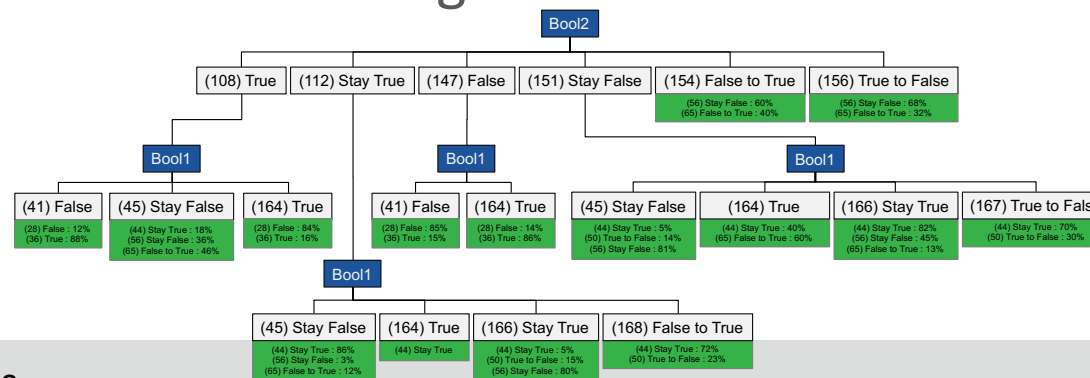 Bool2
(108) True
(112) Stay True
(147) False
(151) Stay False
(154) False to True
(156) True to False
(56) Stay False : 60%
(65) False to True : 40%
(56) Stay False : 68%
(65) False to True : 32%
Bool1
Bool1
Bool1
(41) False
(45) Stay False
(164) True
(41) False
(164) True
(45) Stay False
(164) True
(166) Stay True
(167) True to Fals
(28) False : 12%
(36) True : 88%
(44) Stay True : 18%
(56) Stay False : 36%
(65) False to True : 46%
(28) False : 84%
(36) True : 16%
(28) False : 85%
(36) True : 15%
(28) False : 14%
(36) True : 86%
(44) Stay True : 5%
(50) True to False : 14%
(56) Stay False : 81%
(44) Stay True : 40%
(65) False to True : 60%
(44) Stay True : 82%
(56) Stay False : 45%
(65) False to True : 13%
(44) Stay True : 70%
(50) True to False : 30%
Bool1
(45) Stay False
(164) True
(166) Stay True
(168) False to True
(44) Stay True : 86%
(56) Stay False : 3%
(65) False to True : 12%
(44) Stay True
(44) Stay True : 5%
(50) True to False : 15%
(56) Stay False : 80%
(44) Stay True : 72%
(50) True to False : 23%